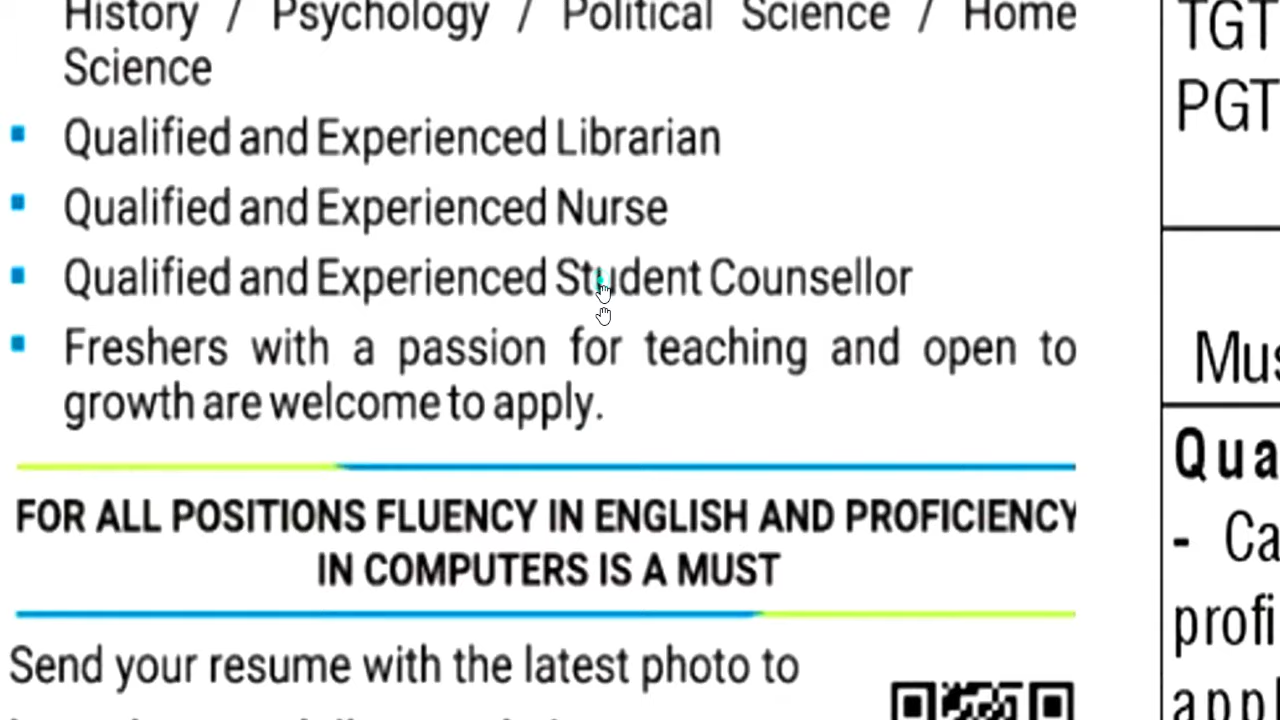 History / Psychology / Political Science / Home
Science
Qualified and Experienced Librarian
Qualified and Experienced Nurse
Qualified and Experienced Student Counsellor
Freshers with a passion for teaching and open to
growth are welcome to apply.
FOR ALL POSITIONS FLUENCY IN ENGLISH AND PROFICIENCY
IN COMPUTERS IS A MUST
Send your resume with the latest photo to
TGT
PGT
Mus
Qua
- Ca
profi
appl